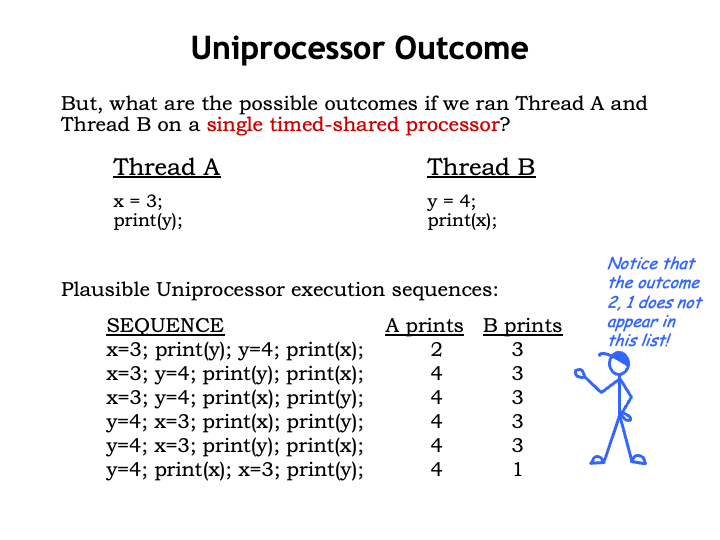 Uniprocessor Outcome
But, what are the possible outcomes if we ran Thread A and
Thread B on a single timed-shared processor?
Thread A Thread B
x = 3; y = 4;
print(y); print(x);
Notice that
the outcome
2, 1 does not
appear in
this list!
Plausible Uniprocessor execution sequences:
SEQUENCE A prints B prints
x=3; print(y); y=4; print(x); 2 3
x=3; y=4; print(y); print(x); 4 3
x=3; y=4; print(x); print(y); 4 3
y=4; x=3; print(x); print(y); 4 3
y=4; x=3; print(y); print(x); 4 3
y=4; print(x); x=3; print(y); 4 1